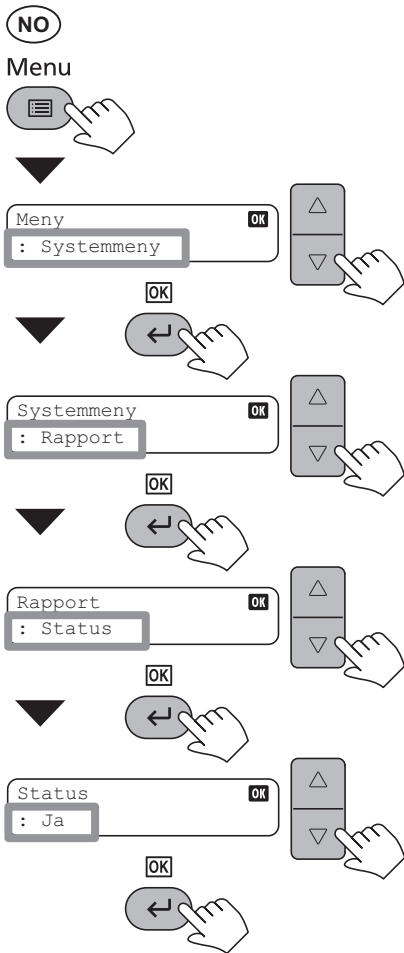 NO
Menu
Meny OK
: Systemmeny
OK
Systemmeny OK
: Rapport
OK
Rapport OK
: Status
OK
Status OK
: Ja
OK